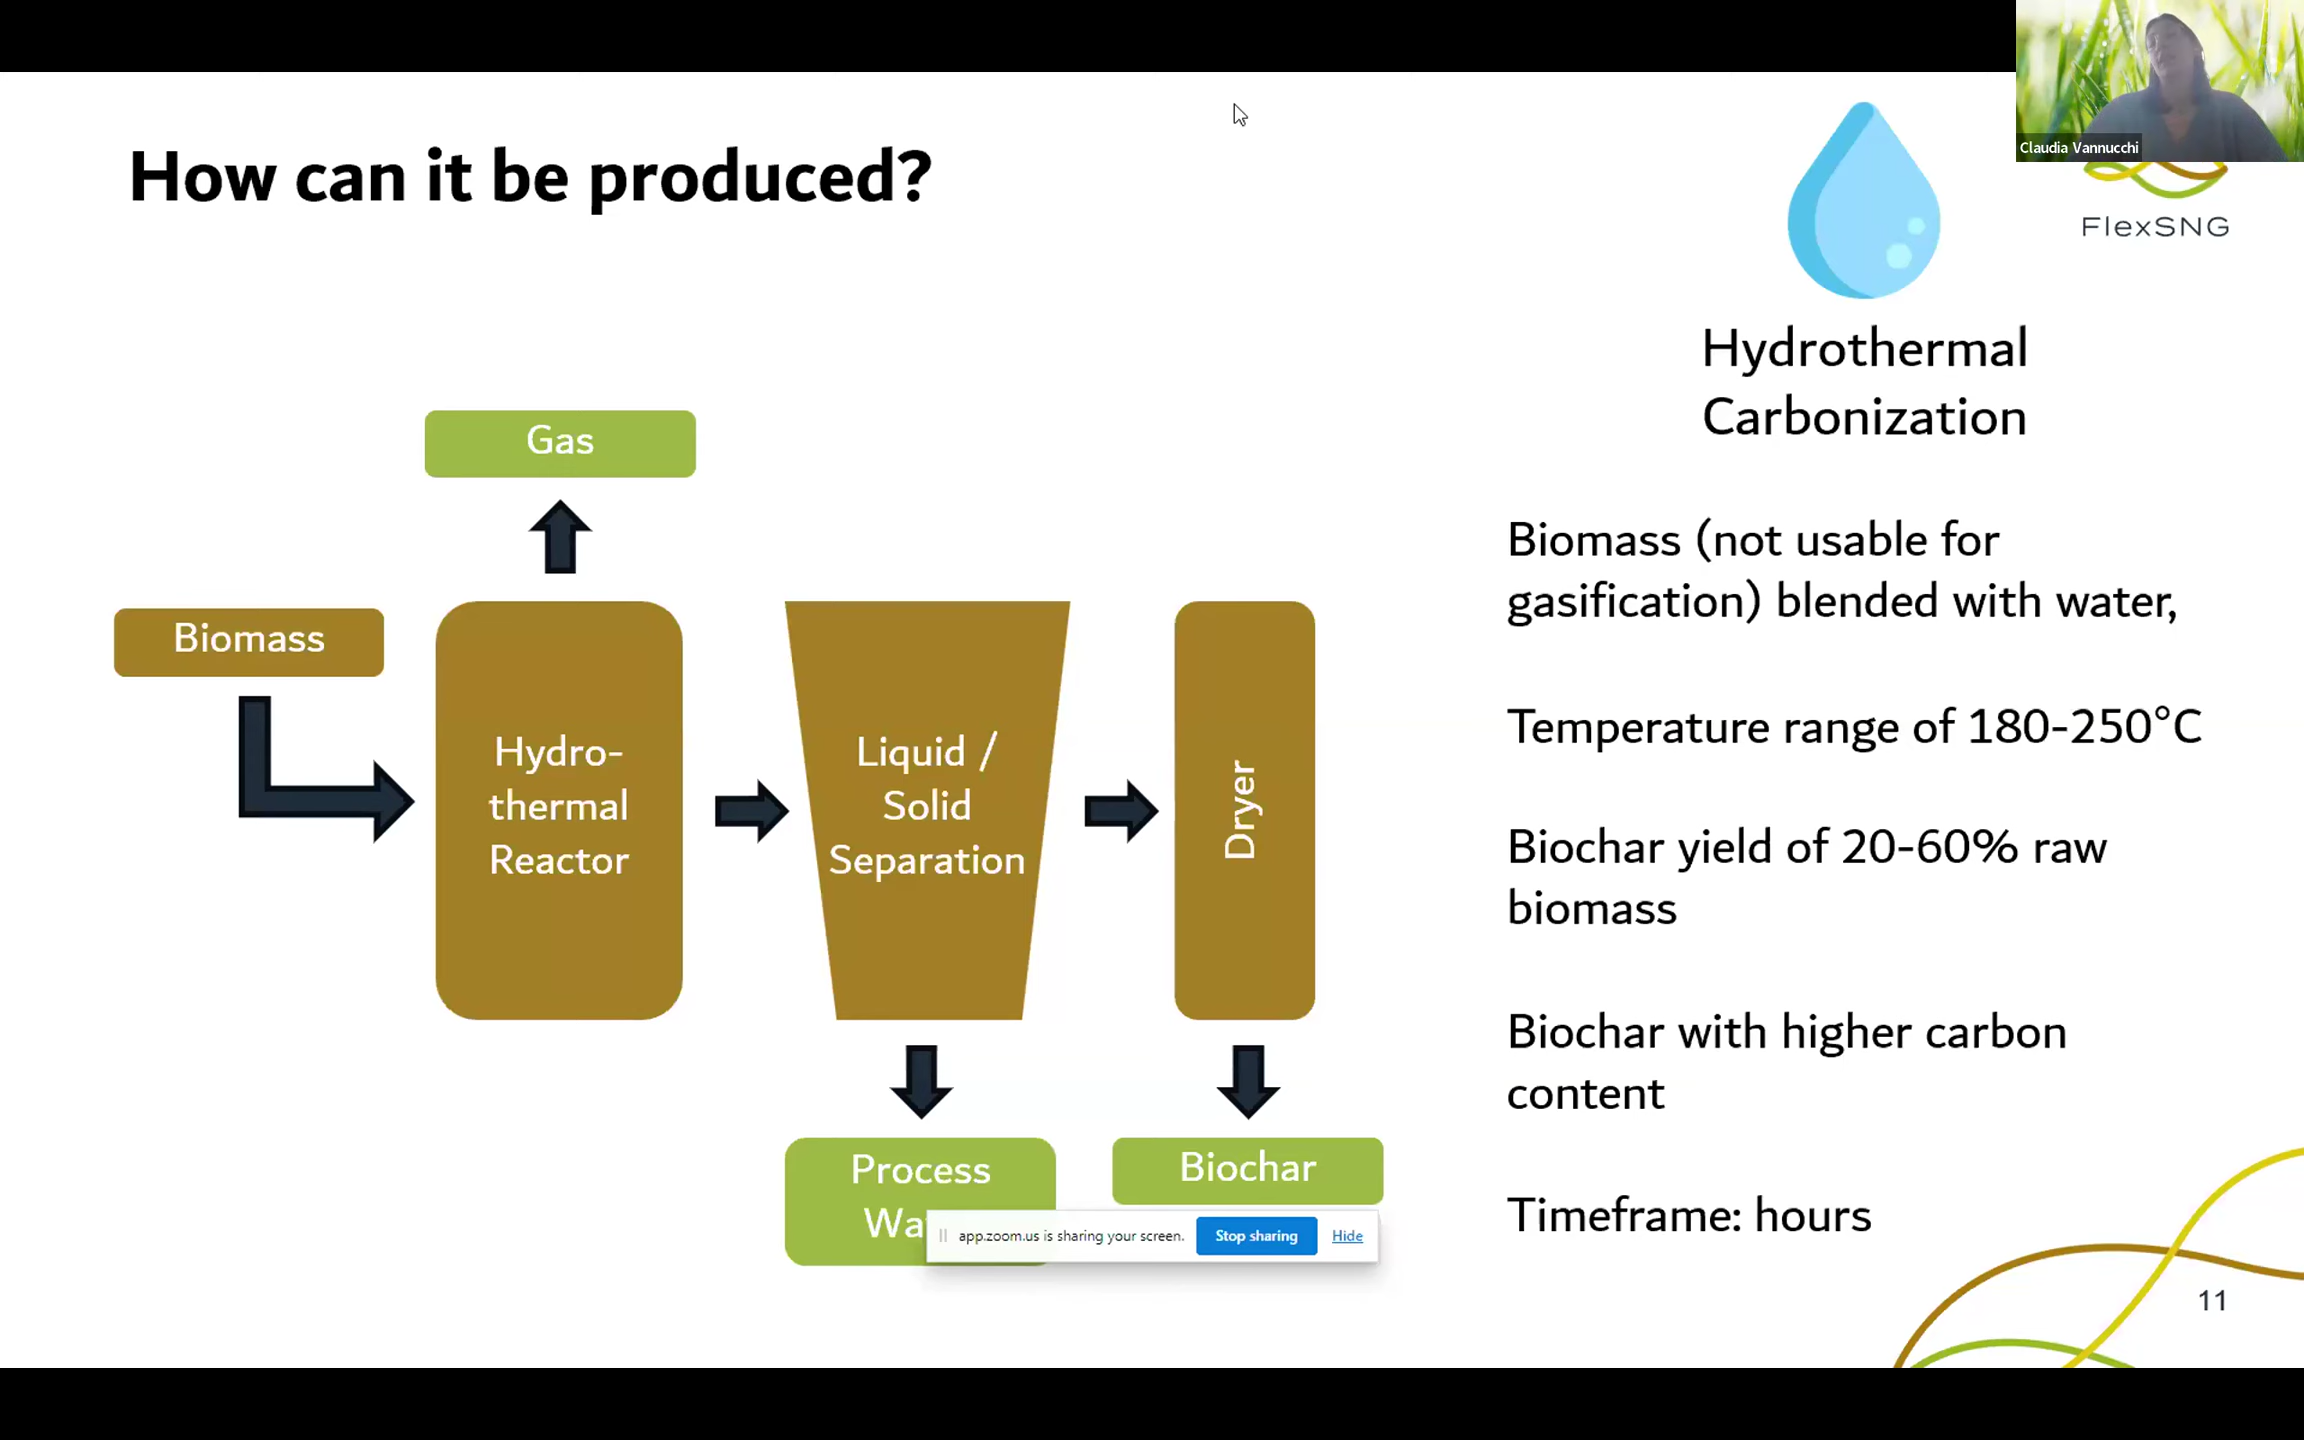 Claudia Vannucchi
How can it be produced?
FlexSNG
Hydrothermal
Carbonization
Gas
Biomass
Hydro-
thermal
Reactor
Liquid /
Solid
Separation
Dryer
Process
Biochar
app.zoom.us is sharing your screen.
Stop sharing
Hide
Biomass (not usable for
gasification) blended with water,
Temperature range of 180-250°C
Biochar yield of 20-60% raw
biomass
Biochar with higher carbon
content
Timeframe: hours
11